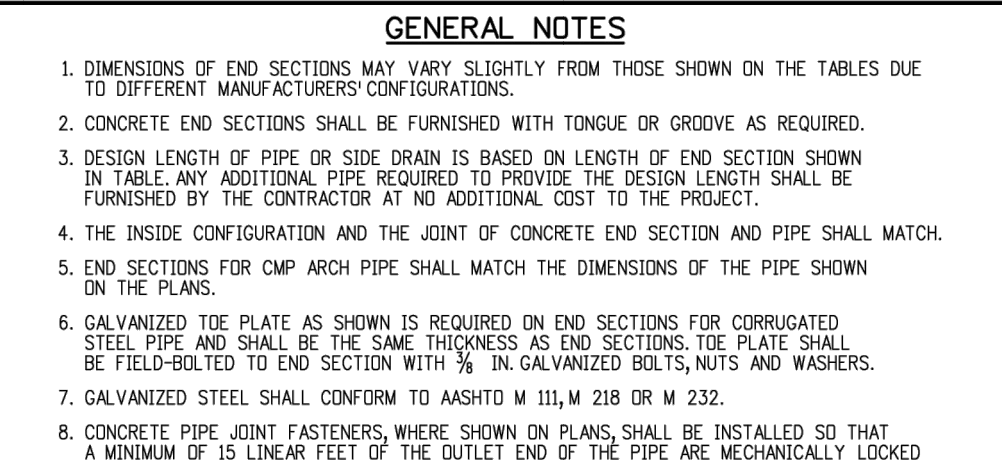 GENERAL NOTES
1. DIMENSIONS OF END SECTIONS MAY VARY SLIGHTLY FROM THOSE SHOWN ON THE TABLES DUE
TO DIFFERENT MANUFACTURERS' CONFIGURATIONS.
2. CONCRETE END SECTIONS SHALL BE FURNISHED WITH TONGUE OR GROOVE AS REQUIRED.
3. DESIGN LENGTH OF PIPE OR SIDE DRAIN IS BASED ON LENGTH OF END SECTION SHOWN
IN TABLE. ANY ADDITIONAL PIPE REQUIRED TO PROVIDE THE DESIGN LENGTH SHALL BE
FURNISHED BY THE CONTRACTOR AT NO ADDITIONAL COST TO THE PROJECT.
4. THE INSIDE CONFIGURATION AND THE JOINT OF CONCRETE END SECTION AND PIPE SHALL MATCH.
5. END SECTIONS FOR CMP ARCH PIPE SHALL MATCH THE DIMENSIONS OF THE PIPE SHOWN
ON THE PLANS.
6. GALVANIZED TOE PLATE AS SHOWN IS REQUIRED ON END SECTIONS FOR CORRUGATED
STEEL PIPE AND SHALL BE THE SAME THICKNESS AS END SECTIONS. TOE PLATE SHALL
BE FIELD-BOLTED TO END SECTION WITH 3/8 IN. GALVANIZED BOLTS, NUTS AND WASHERS.
7. GALVANIZED STEEL SHALL CONFORM TO AASHTO M 111, M 218 OR M 232.
8. CONCRETE PIPE JOINT FASTENERS, WHERE SHOWN ON PLANS, SHALL BE INSTALLED SO THAT
A MINIMUM OF 15 LINEAR FEET OF THE OUTLET END OF THE PIPE ARE MECHANICALLY LOCKED